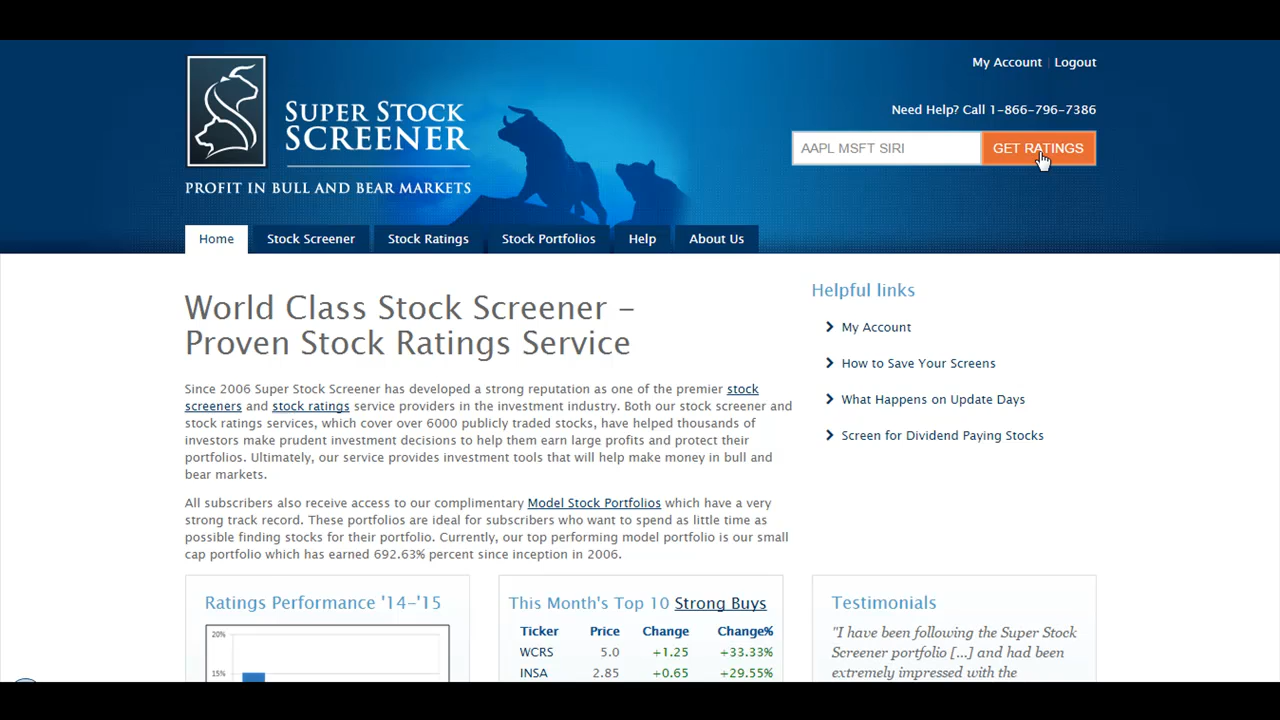 My Account | Logout
SUPER STOCK
SCREENER
PROFIT IN BULL AND BEAR MARKETS
Need Help? Call 1-866-796-7386
AAPL MSFT SIRI GET RATINGS
Home Stock Screener Stock Ratings Stock Portfolios Help About Us
World Class Stock Screener –
Proven Stock Ratings Service
Since 2006 Super Stock Screener has developed a strong reputation as one of the premier stock
screeners and stock ratings service providers in the investment industry. Both our stock screener and
stock ratings services, which cover over 6000 publicly traded stocks, have helped thousands of
investors make prudent investment decisions to help them earn large profits and protect their
portfolios. Ultimately, our service provides investment tools that will help make money in bull and
bear markets.
All subscribers also receive access to our complimentary Model Stock Portfolios which have a very
strong track record. These portfolios are ideal for subscribers who want to spend as little time as
possible finding stocks for their portfolio. Currently, our top performing model portfolio is our small
cap portfolio which has earned 692.63% percent since inception in 2006.
Helpful links
My Account
How to Save Your Screens
What Happens on Update Days
Screen for Dividend Paying Stocks
Ratings Performance '14-'15
20%
15%
This Month's Top 10 Strong Buys
Ticker Price Change Change%
WCRS 5.0 +1.25 +33.33%
INSA 2.85 +0.65 +29.55%
Testimonials
"I have been following the Super Stock
Screener portfolio [...] and had been
extremely impressed with the